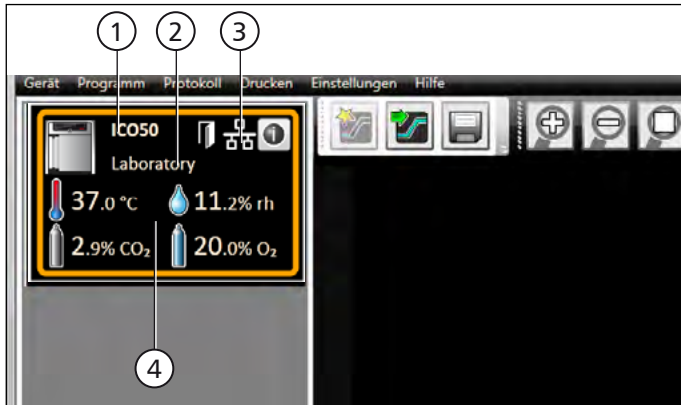 1 2 3
Gerät Programm Protokoll Drucken Einstellungen Hilfe
ICO50
Laboratory
37.0 °C 11.2% rh
2.9% CO₂ 20.0% O₂
4